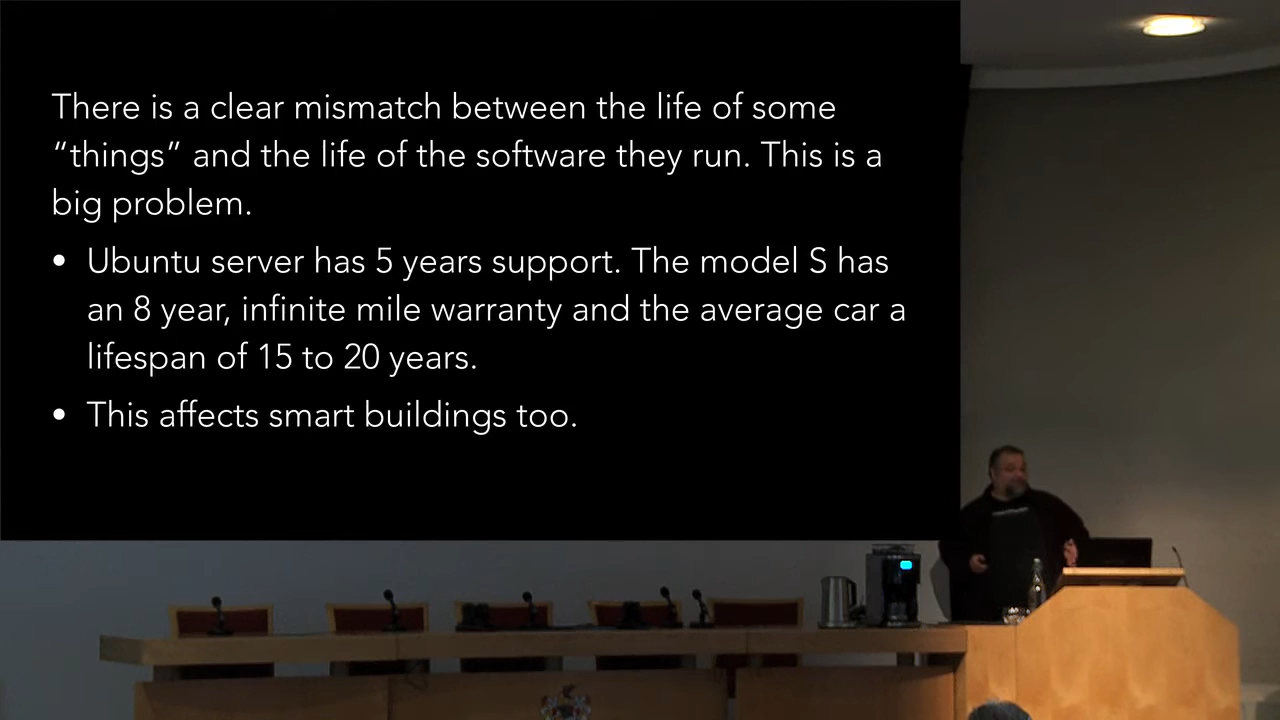 There is a clear mismatch between the life of some
“things” and the life of the software they run. This is a
big problem.
• Ubuntu server has 5 years support. The model S has
an 8 year, infinite mile warranty and the average car a
lifespan of 15 to 20 years.
• This affects smart buildings too.